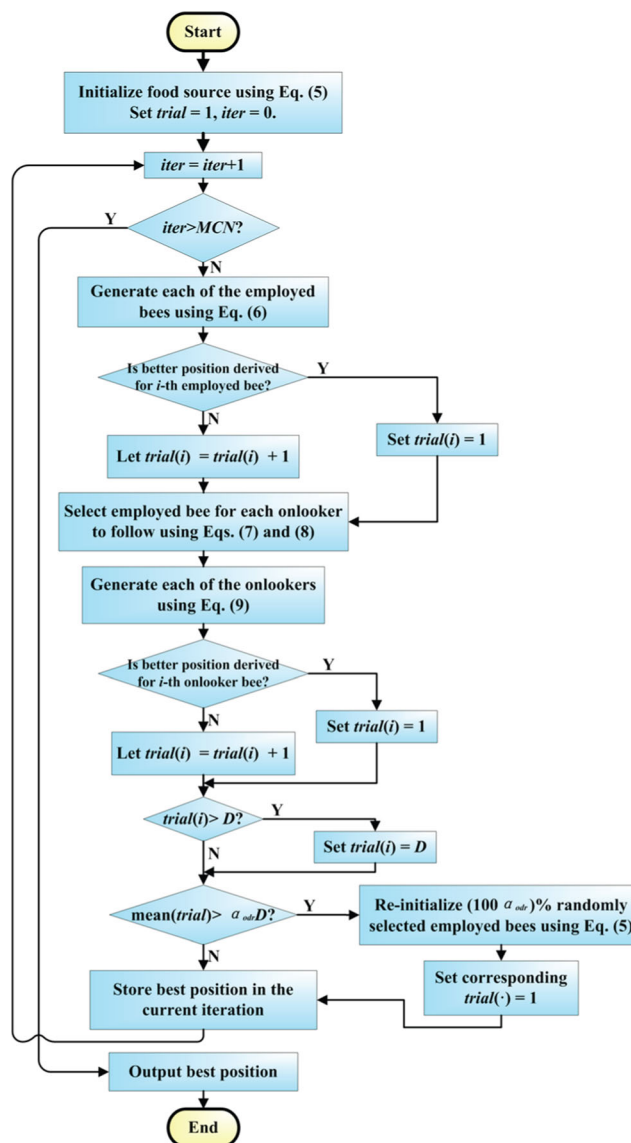 Start
Initialize food source using Eq. (5)
Set trial = 1, iter = 0.
iter = iter+1
Y
iter>MCN?
N
Generate each of the employed
bees using Eq. (6)
Is better position derived
for i-th employed bee?
Y
N
Set trial(i) = 1
Let trial(i) = trial(i) + 1
Select employed bee for each onlooker
to follow using Eqs. (7) and (8)
Generate each of the onlookers
using Eq. (9)
Is better position derived
for i-th onlooker bee?
Y
N
Set trial(i) = 1
Let trial(i) = trial(i) + 1
trial(i)> D?
Y
Set trial(i) = D
N
mean(trial)> α odr D?
Y
Re-initialize (100 α odr)% randomly
selected employed bees using Eq. (5)
N
Set corresponding
trial(·) = 1
Store best position in the
current iteration
Output best position
End